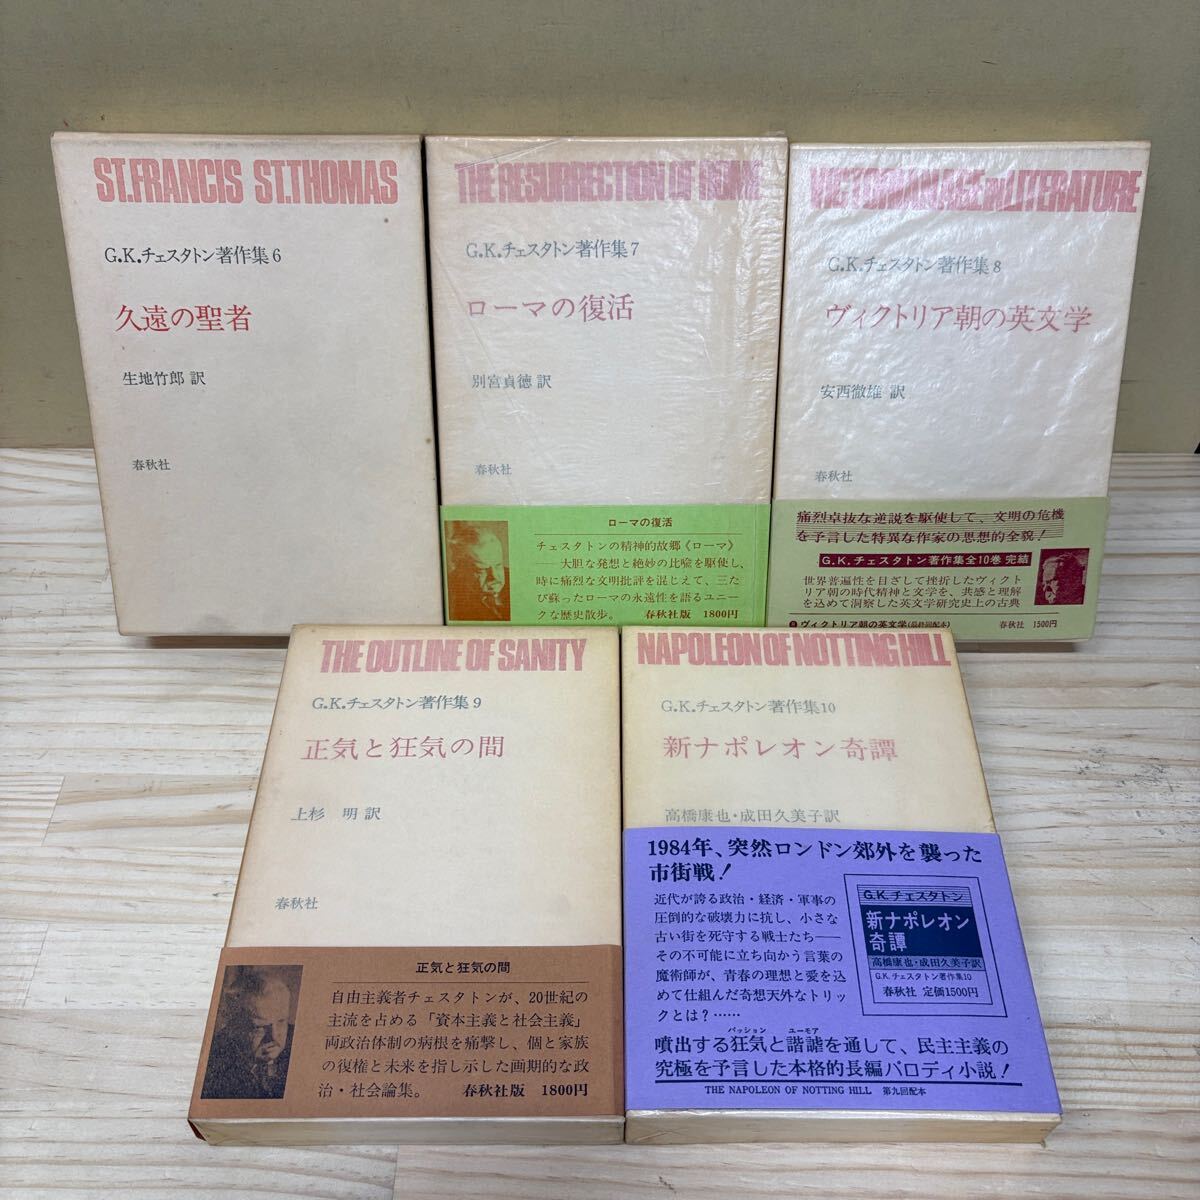 ST.FRANCIS ST.THOMAS
G.K.チェスタトン著作集6
久遠の聖者
生地竹郎 訳
春秋社
THE RESURRECTION OF ROME
G.K.チェスタトン著作集7
ローマの復活
別宮貞徳 訳
春秋社
ローマの復活
チェスタトンの精神的故郷《ローマ》
──大胆な発想と絶妙の比喩を駆使し、
時に痛烈な文明批評を混じえて、三た
び蘇ったローマの永遠性を語るユニー
クな歴史散歩。 春秋社版 1800円
VICTORIAN AGE IN LITERATURE
G.K.チェスタトン著作集8
ヴィクトリア朝の英文学
安西徹雄 訳
春秋社
痛烈卓抜な逆説を駆使して、文明の危機
を予言した特異な作家の思想的全貌!
G.K.チェスタトン著作集全10巻 完結
世界普遍性を目ざして挫折したヴィクト
リア朝の時代精神と文学を、共感と理解
を込めて洞察した英文学研究史上の古典
8 ヴィクトリア朝の英文学(最終回配本) 春秋社 1500円
THE OUTLINE OF SANITY
G.K.チェスタトン著作集9
正気と狂気の間
上杉 明 訳
春秋社
正気と狂気の間
自由主義者チェスタトンが、20世紀の
主流を占める「資本主義と社会主義」
両政治体制の病根を痛撃し、個と家族
の復権と未来を指し示した画期的な政
治・社会論集。 春秋社版 1800円
NAPOLEON OF NOTTING HILL
G.K.チェスタトン著作集10
新ナポレオン奇譚
高橋康也・成田久美子訳
1984年、突然ロンドン郊外を襲った
市街戦!
近代が誇る政治・経済・軍事の
圧倒的な破壊力に抗し、小さな
古い街を死守する戦士たち──
その不可能に立ち向かう言葉の
魔術師が、青春の理想と愛を込
めて仕組んだ奇想天外なトリッ
クとは?……
G.K.チェスタトン
新ナポレオン
奇譚
高橋康也・成田久美子訳
G.K.チェスタトン著作集10
春秋社 定価1500円
パッション ユーモア
噴出する狂気と諧謔を通して、民主主義の
究極を予言した本格的長編パロディ小説!
THE NAPOLEON OF NOTTING HILL 第九回配本